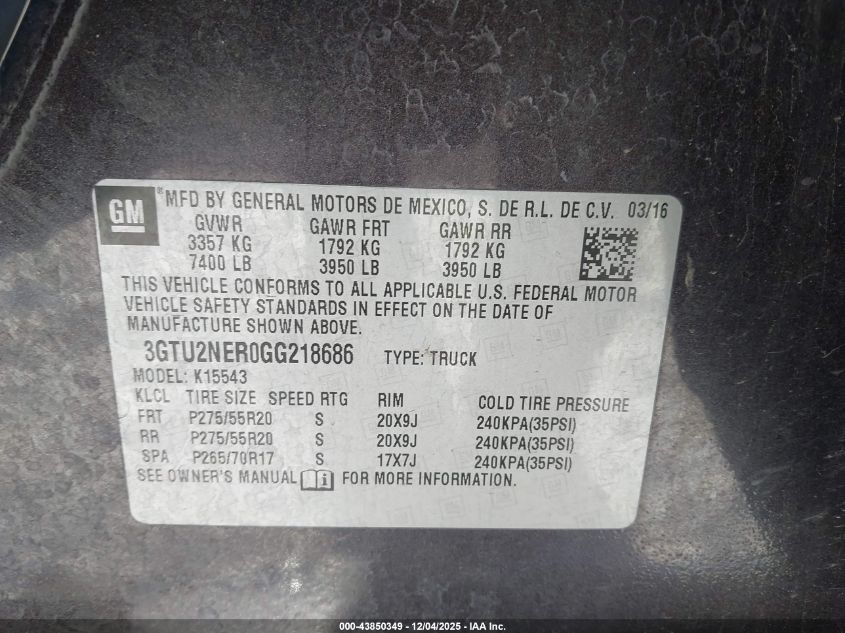 GM
® MFD BY GENERAL MOTORS DE MEXICO, S. DE R.L. DE C.V. 03/16
GVWR GAWR FRT GAWR RR
3357 KG 1792 KG 1792 KG
7400 LB 3950 LB 3950 LB
THIS VEHICLE CONFORMS TO ALL APPLICABLE U.S. FEDERAL MOTOR
VEHICLE SAFETY STANDARDS IN EFFECT ON THE DATE OF
MANUFACTURE SHOWN ABOVE.
3GTU2NER0GG218686 TYPE: TRUCK
MODEL: K15543
KLCL TIRE SIZE SPEED RTG RIM COLD TIRE PRESSURE
FRT P275/55R20 S 20X9J 240KPA(35PSI)
RR P275/55R20 S 20X9J 240KPA(35PSI)
SPA P265/70R17 S 17X7J 240KPA(35PSI)
SEE OWNER'S MANUAL FOR MORE INFORMATION.
000-43850349 - 12/04/2025 - IAA Inc.